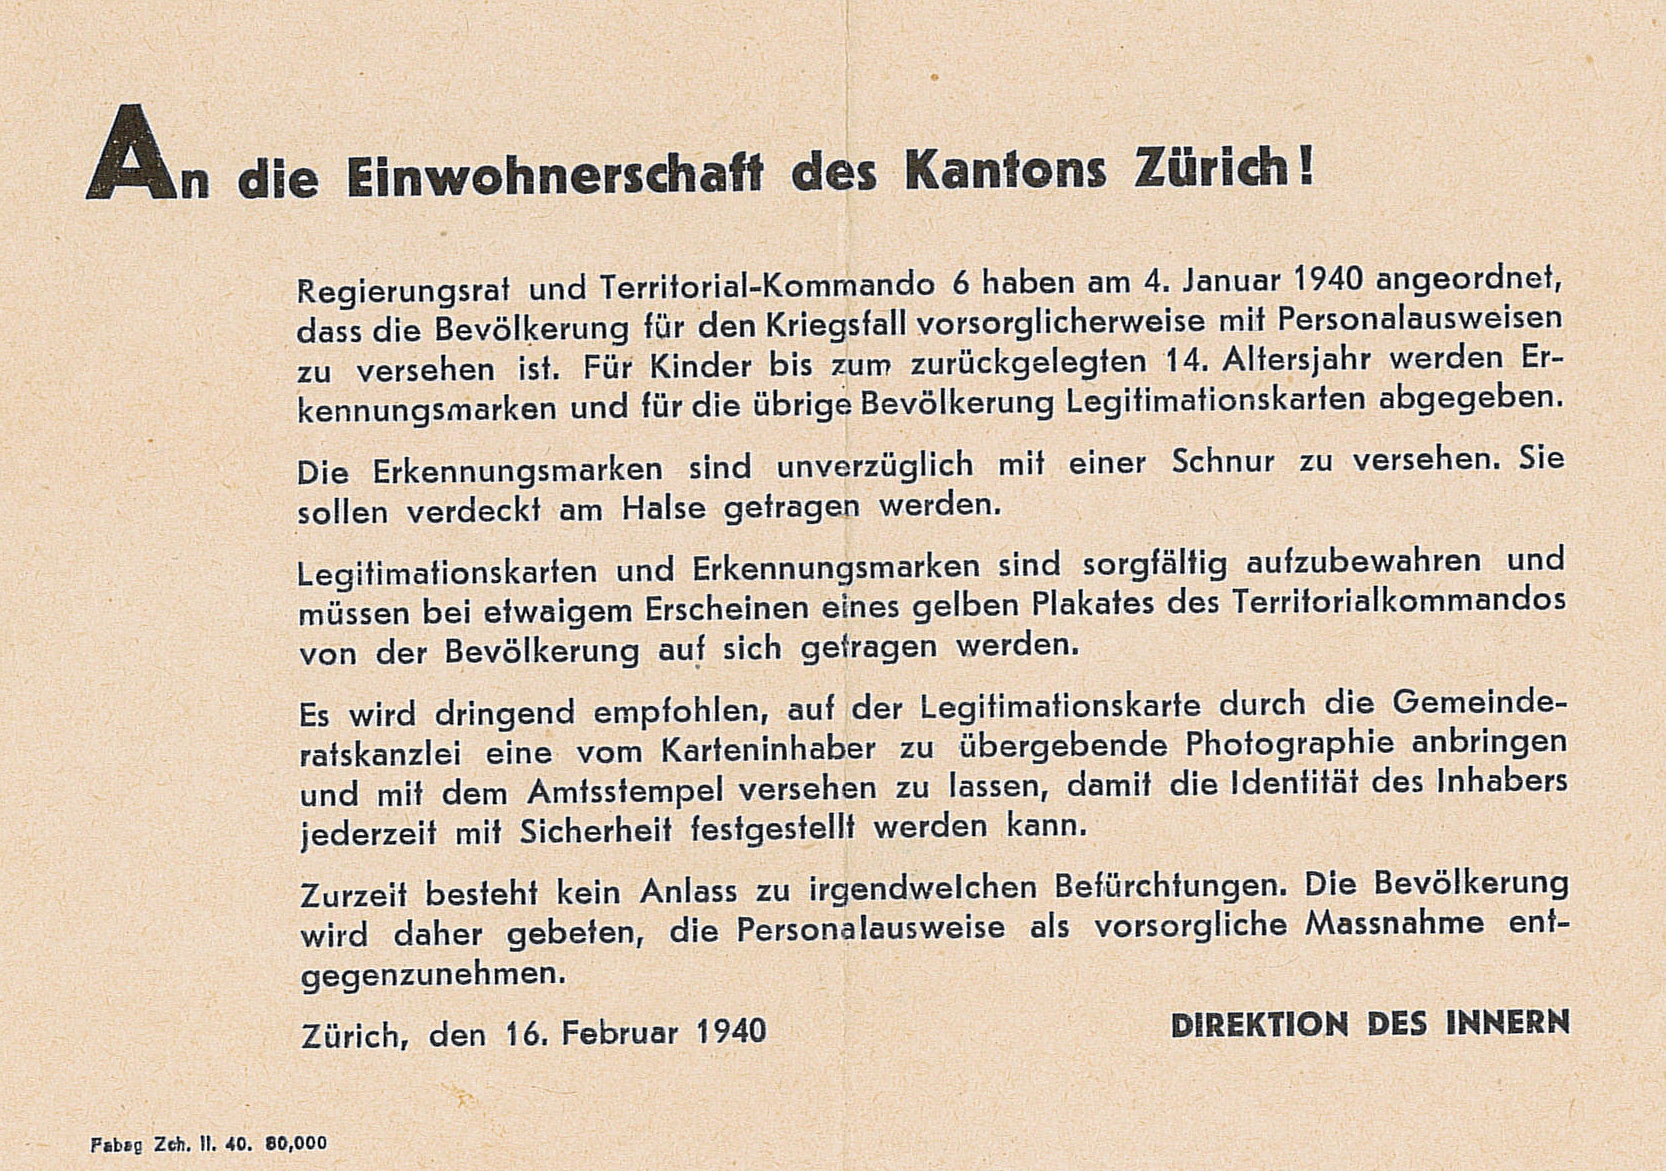 An die Einwohnerschaft des Kantons Zürich!
Regierungsrat und Territorial-Kommando 6 haben am 4. Januar 1940 angeordnet,
dass die Bevölkerung für den Kriegsfall vorsorglicherweise mit Personalausweisen
zu versehen ist. Für Kinder bis zum zurückgelegten 14. Altersjahr werden Er-
kennungsmarken und für die übrige Bevölkerung Legitimationskarten abgegeben.
Die Erkennungsmarken sind unverzüglich mit einer Schnur zu versehen. Sie
sollen verdeckt am Halse getragen werden.
Legitimationskarten und Erkennungsmarken sind sorgfältig aufzubewahren und
müssen bei etwaigem Erscheinen eines gelben Plakates des Territorialkommandos
von der Bevölkerung auf sich getragen werden.
Es wird dringend empfohlen, auf der Legitimationskarte durch die Gemeinde-
ratskanzlei eine vom Karteninhaber zu übergebende Photographie anbringen
und mit dem Amtsstempel versehen zu lassen, damit die Identität des Inhabers
jederzeit mit Sicherheit festgestellt werden kann.
Zurzeit besteht kein Anlass zu irgendwelchen Befürchtungen. Die Bevölkerung
wird daher gebeten, die Personalausweise als vorsorgliche Massnahme ent-
gegenzunehmen.
Zürich, den 16. Februar 1940 DIREKTION DES INNERN
Fabag Zch. II. 40. 80,000